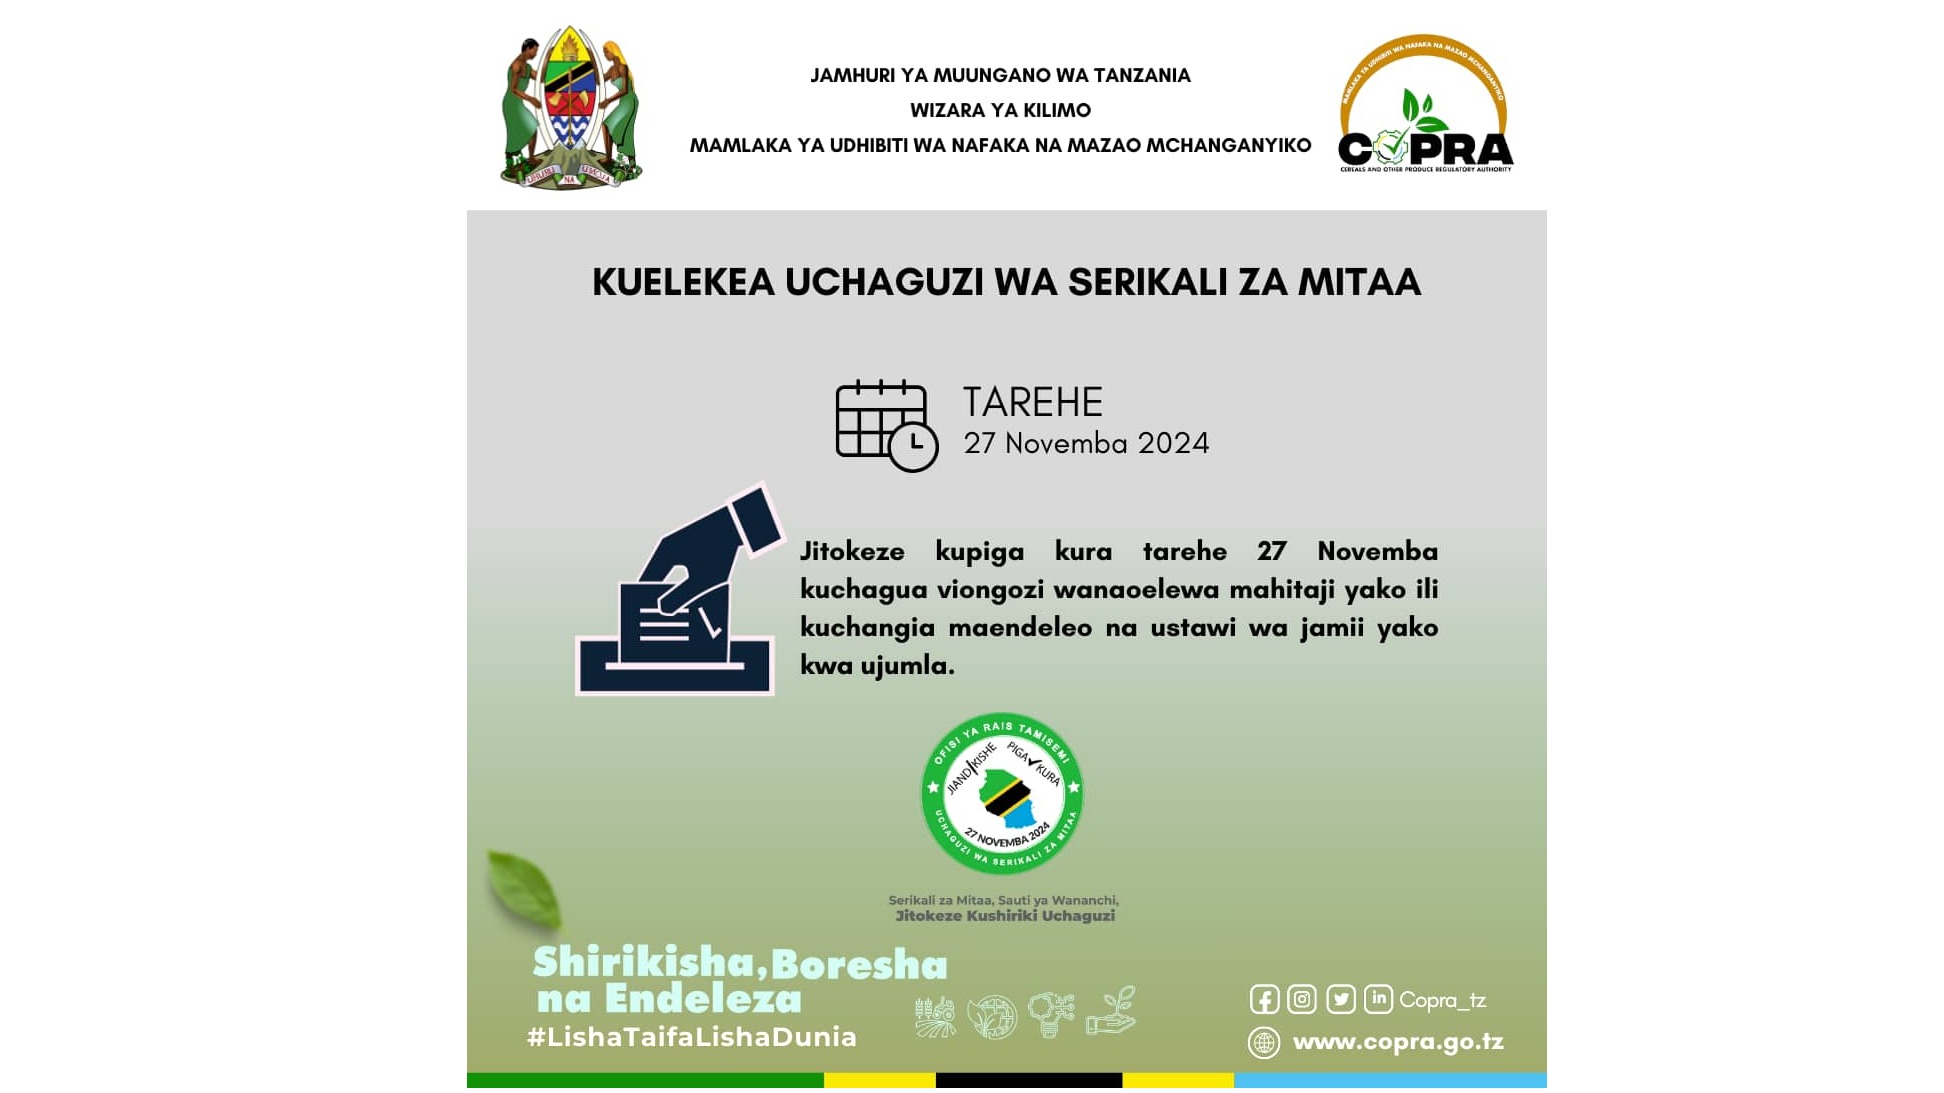 JAMHURI YA MUUNGANO WA TANZANIA
WIZARA YA KILIMO
MAMLAKA YA UDHIBITI WA NAFAKA NA MAZAO MCHANGANYIKO
UHURU NA UMOJA
MAMLAKA YA UDHIBITI WA NAFAKA NA MAZAO MCHANGANYIKO
COPRA
CEREALS AND OTHER PRODUCE REGULATORY AUTHORITY
KUELEKEA UCHAGUZI WA SERIKALI ZA MITAA
TAREHE
27 Novemba 2024
Jitokeze kupiga kura tarehe 27 Novemba
kuchagua viongozi wanaoelewa mahitaji yako ili
kuchangia maendeleo na ustawi wa jamii yako
kwa ujumla.
OFISI YA RAIS TAMISEMI
JIANDIKISHE PIGA KURA
27 NOVEMBA 2024
UCHAGUZI WA SERIKALI ZA MITAA
Serikali za Mitaa, Sauti ya Wananchi,
Jitokeze Kushiriki Uchaguzi
Shirikisha, Boresha
na Endeleza
#LishaTaifaLishaDunia
Copra_tz
www.copra.go.tz